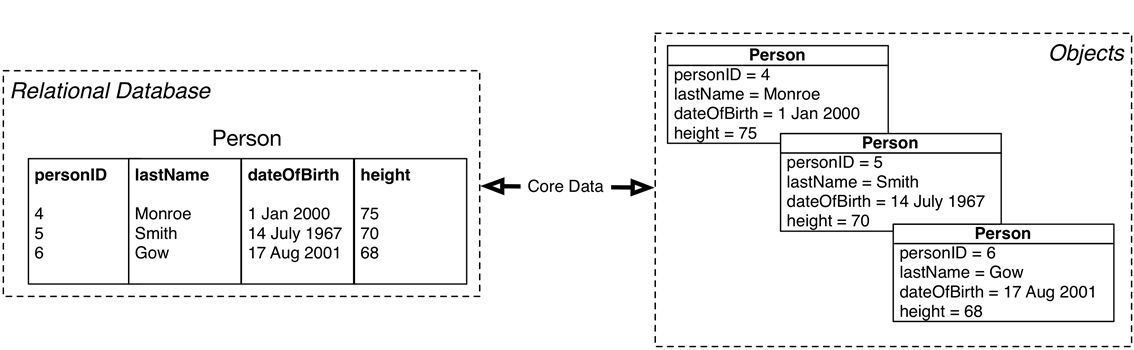 Relational Database
Person
personID lastName dateOfBirth height
4 Monroe 1 Jan 2000 75
5 Smith 14 July 1967 70
6 Gow 17 Aug 2001 68
Core Data
Objects
Person
personID = 4
lastName = Monroe
dateOfBirth = 1 Jan 2000
height = 75
Person
personID = 5
lastName = Smith
dateOfBirth = 14 July 1967
height = 70
Person
personID = 6
lastName = Gow
dateOfBirth = 17 Aug 2001
height = 68